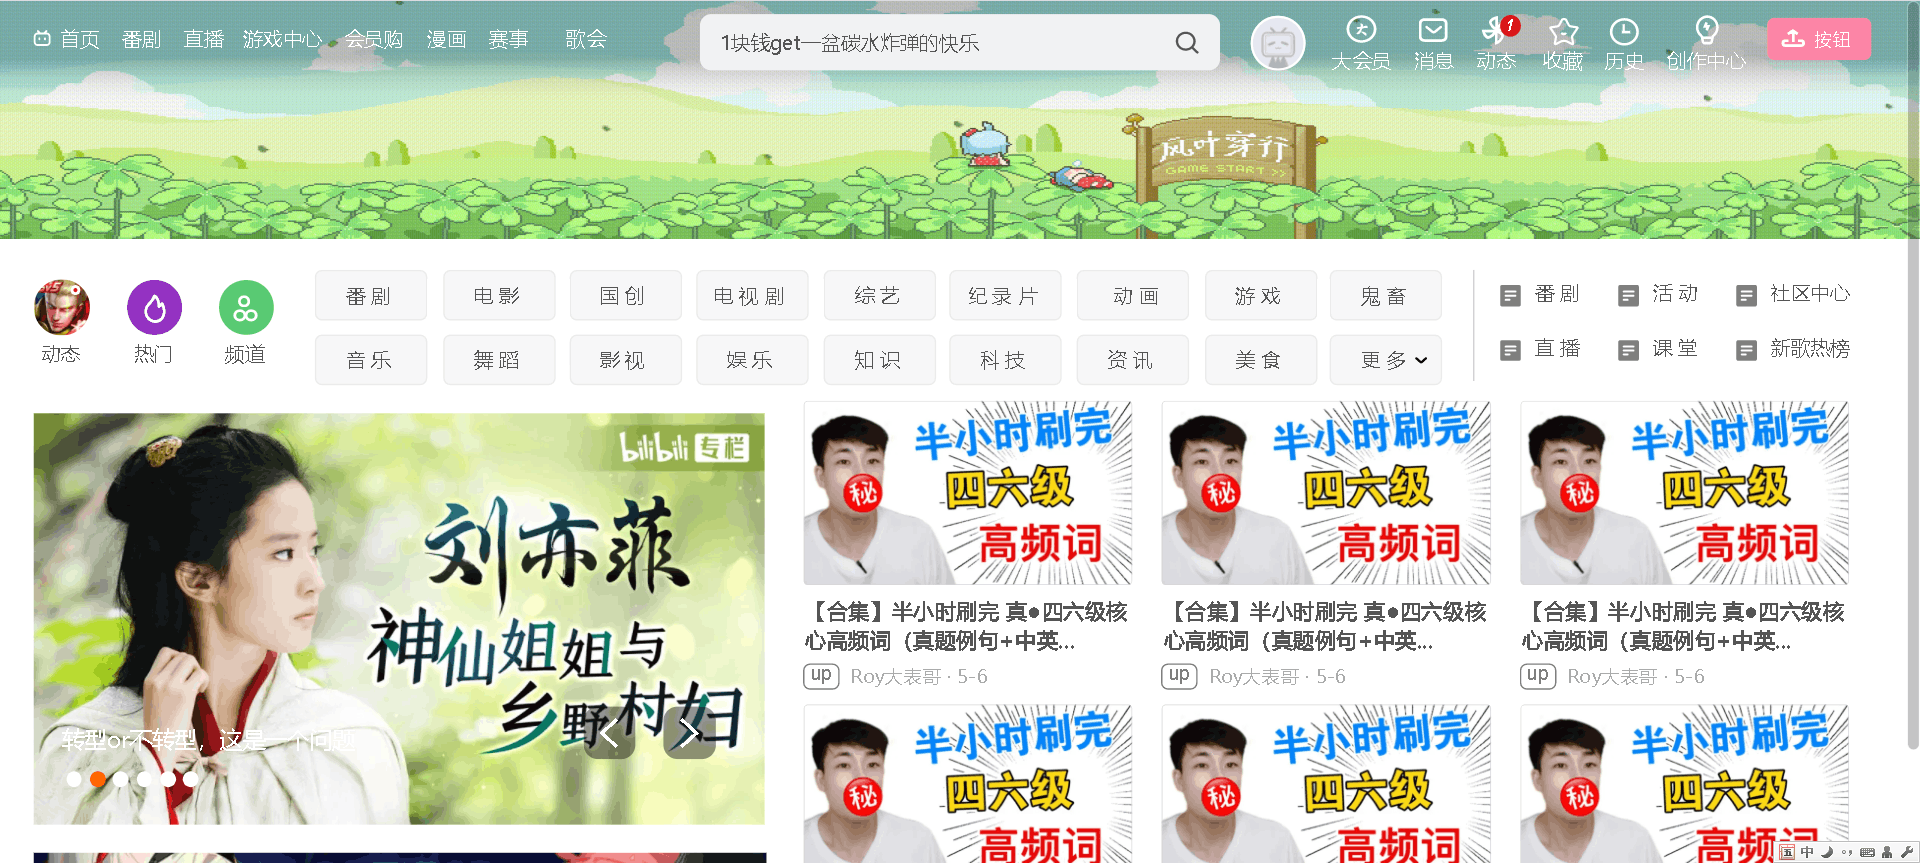 首页 番剧 直播 游戏中心 会员购 漫画 赛事 歌会
1块钱get一盆碳水炸弹的快乐
大会员 消息 动态 收藏 历史 创作中心 按钮
1
风叶穿行
GAME START >>
动态 热门 频道
番剧 电影 国创 电视剧 综艺 纪录片 动画 游戏 鬼畜
音乐 舞蹈 影视 娱乐 知识 科技 资讯 美食 更多
番剧 活动 社区中心
直播 课堂 新歌热榜
bilibili 专栏
刘亦菲
神仙姐姐与
乡野村妇
转型or不转型，这是一个问题
半小时刷完
四六级
高频词
秘
【合集】半小时刷完 真●四六级核
心高频词（真题例句+中英...
up Roy大表哥 · 5-6
半小时刷完
四六级
高频词
秘
【合集】半小时刷完 真●四六级核
心高频词（真题例句+中英...
up Roy大表哥 · 5-6
半小时刷完
四六级
高频词
秘
【合集】半小时刷完 真●四六级核
心高频词（真题例句+中英...
up Roy大表哥 · 5-6
半小时刷完
四六级
高频词
秘
半小时刷完
四六级
高频词
秘
半小时刷完
四六级
高频词
秘
五 中